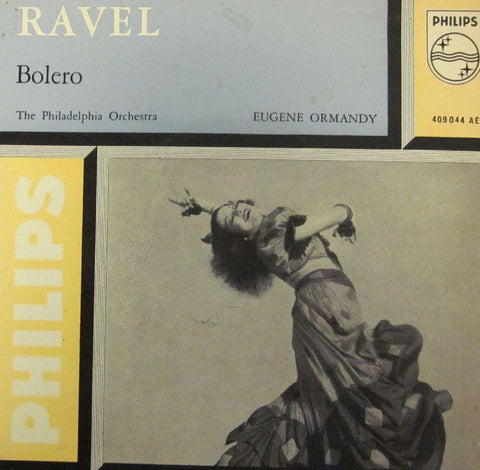 RAVEL
Bolero
The Philadelphia Orchestra
EUGENE ORMANDY
PHILIPS
409 044 AE
PHILIPS